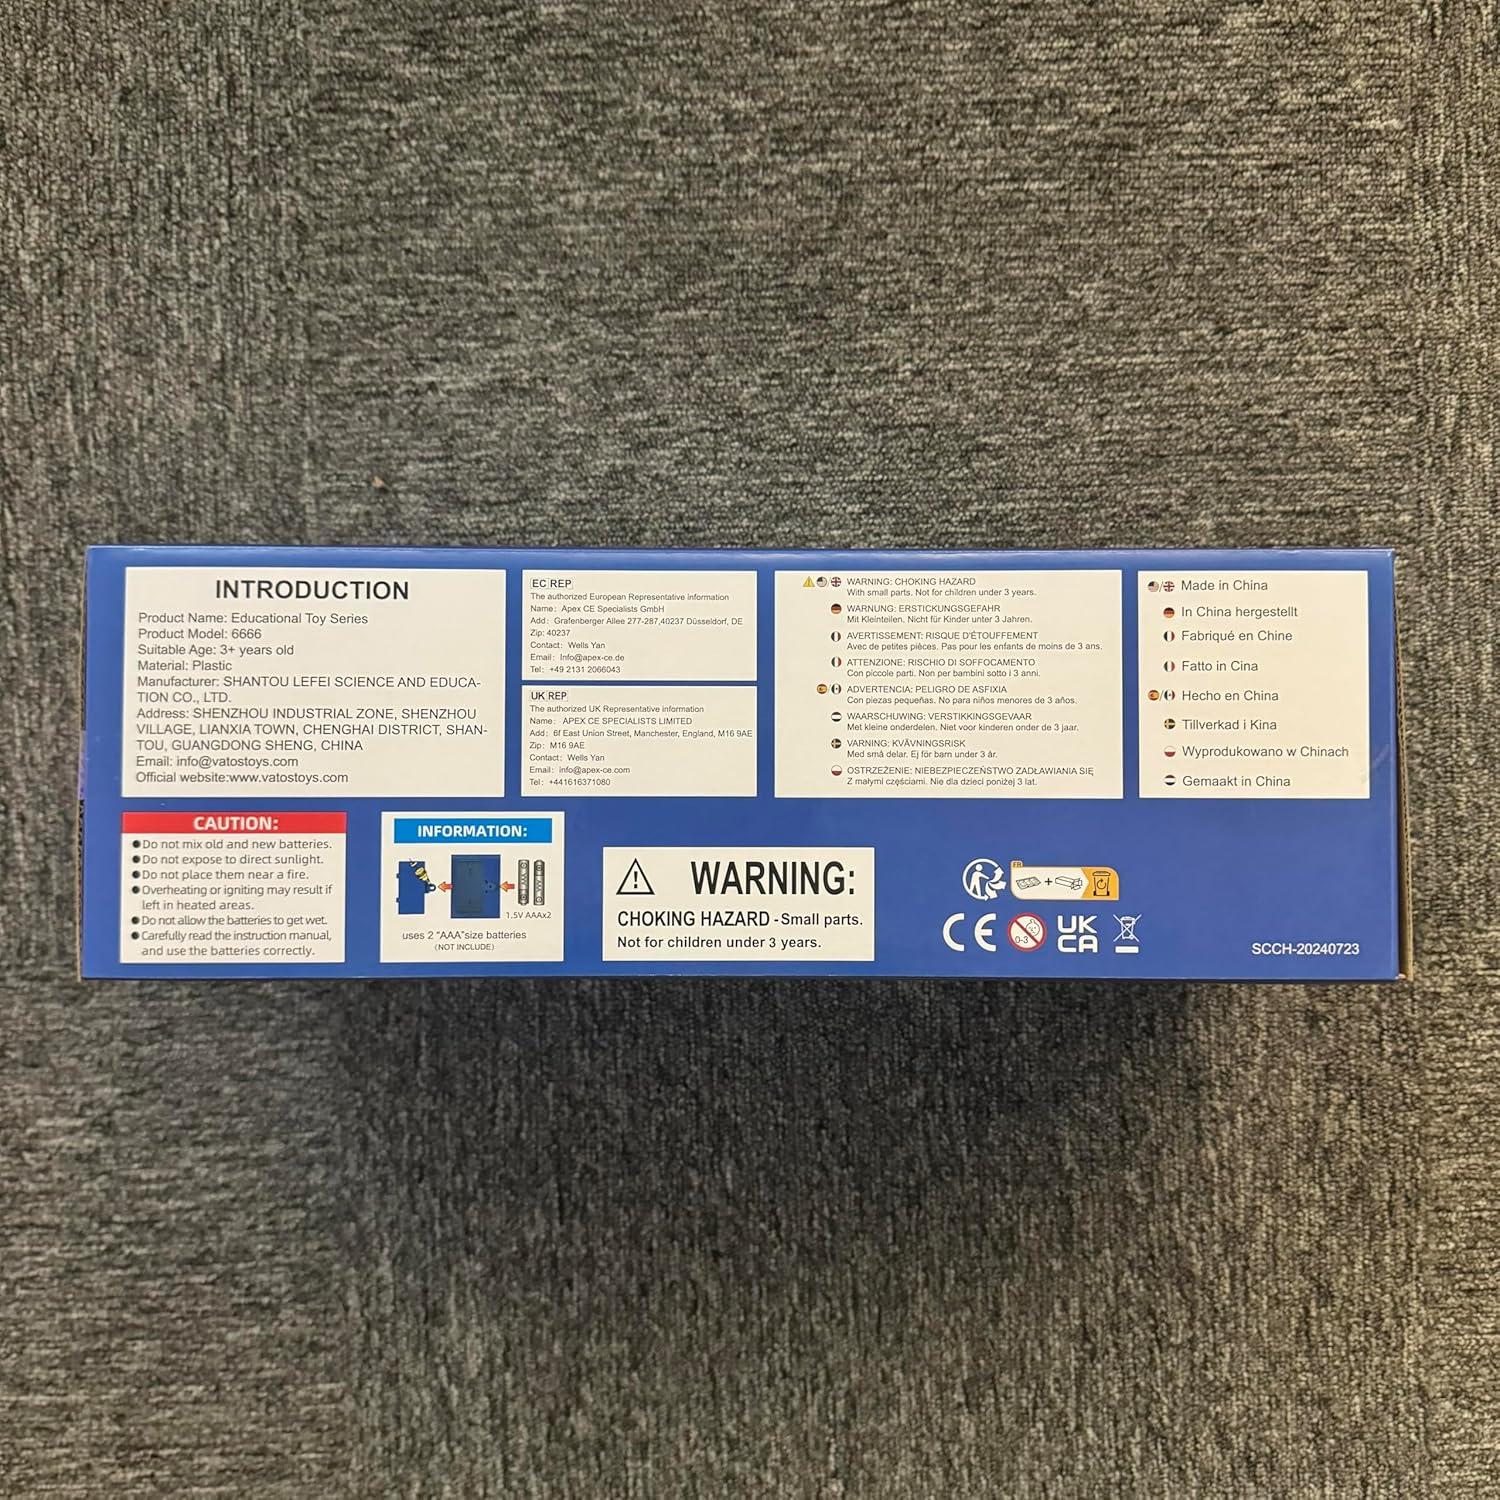 INTRODUCTION
Product Name: Educational Toy Series
Product Model: 6666
Suitable Age: 3+ years old
Material: Plastic
Manufacturer: SHANTOU LEFEI SCIENCE AND EDUCA-
TION CO., LTD.
Address: SHENZHOU INDUSTRIAL ZONE, SHENZHOU
VILLAGE, LIANXIA TOWN, CHENGHAI DISTRICT, SHAN-
TOU, GUANGDONG SHENG, CHINA
Email: info@vatostoys.com
Official website:www.vatostoys.com
EC REP
The authorized European Representative information
Name: Apex CE Specialists GmbH
Add: Grafenberger Allee 277-287,40237 Düsseldorf, DE
Zip: 40237
Contact: Wells Yan
Email: Info@apex-ce.de
Tel: +49 2131 2066043
UK REP
The authorized UK Representative information
Name: APEX CE SPECIALISTS LIMITED
Add: 6f East Union Street, Manchester, England, M16 9AE
Zip: M16 9AE
Contact: Wells Yan
Email: info@apex-ce.com
Tel: +441616371080
WARNING: CHOKING HAZARD
With small parts. Not for children under 3 years.
WARNUNG: ERSTICKUNGSGEFAHR
Mit Kleinteilen. Nicht für Kinder unter 3 Jahren.
AVERTISSEMENT: RISQUE D'ÉTOUFFEMENT
Avec de petites pièces. Pas pour les enfants de moins de 3 ans.
ATTENZIONE: RISCHIO DI SOFFOCAMENTO
Con piccole parti. Non per bambini sotto i 3 anni.
ADVERTENCIA: PELIGRO DE ASFIXIA
Con piezas pequeñas. No para niños menores de 3 años.
WAARSCHUWING: VERSTIKKINGSGEVAAR
Met kleine onderdelen. Niet voor kinderen onder de 3 jaar.
VARNING: KVÄVNINGSRISK
Med små delar. Ej för barn under 3 år.
OSTRZEŻENIE: NIEBEZPIECZEŃSTWO ZADŁAWIANIA SIĘ
Z małymi częściami. Nie dla dzieci poniżej 3 lat.
Made in China
In China hergestellt
Fabriqué en Chine
Fatto in Cina
Hecho en China
Tillverkad i Kina
Wyprodukowano w Chinach
Gemaakt in China
CAUTION:
Do not mix old and new batteries.
Do not expose to direct sunlight.
Do not place them near a fire.
Overheating or igniting may result if
left in heated areas.
Do not allow the batteries to get wet.
Carefully read the instruction manual,
and use the batteries correctly.
INFORMATION:
1.5V AAAx2
uses 2 "AAA"size batteries
(NOT INCLUDE)
WARNING:
CHOKING HAZARD - Small parts.
Not for children under 3 years.
FR
CE
0-3
UK
CA
SCCH-20240723